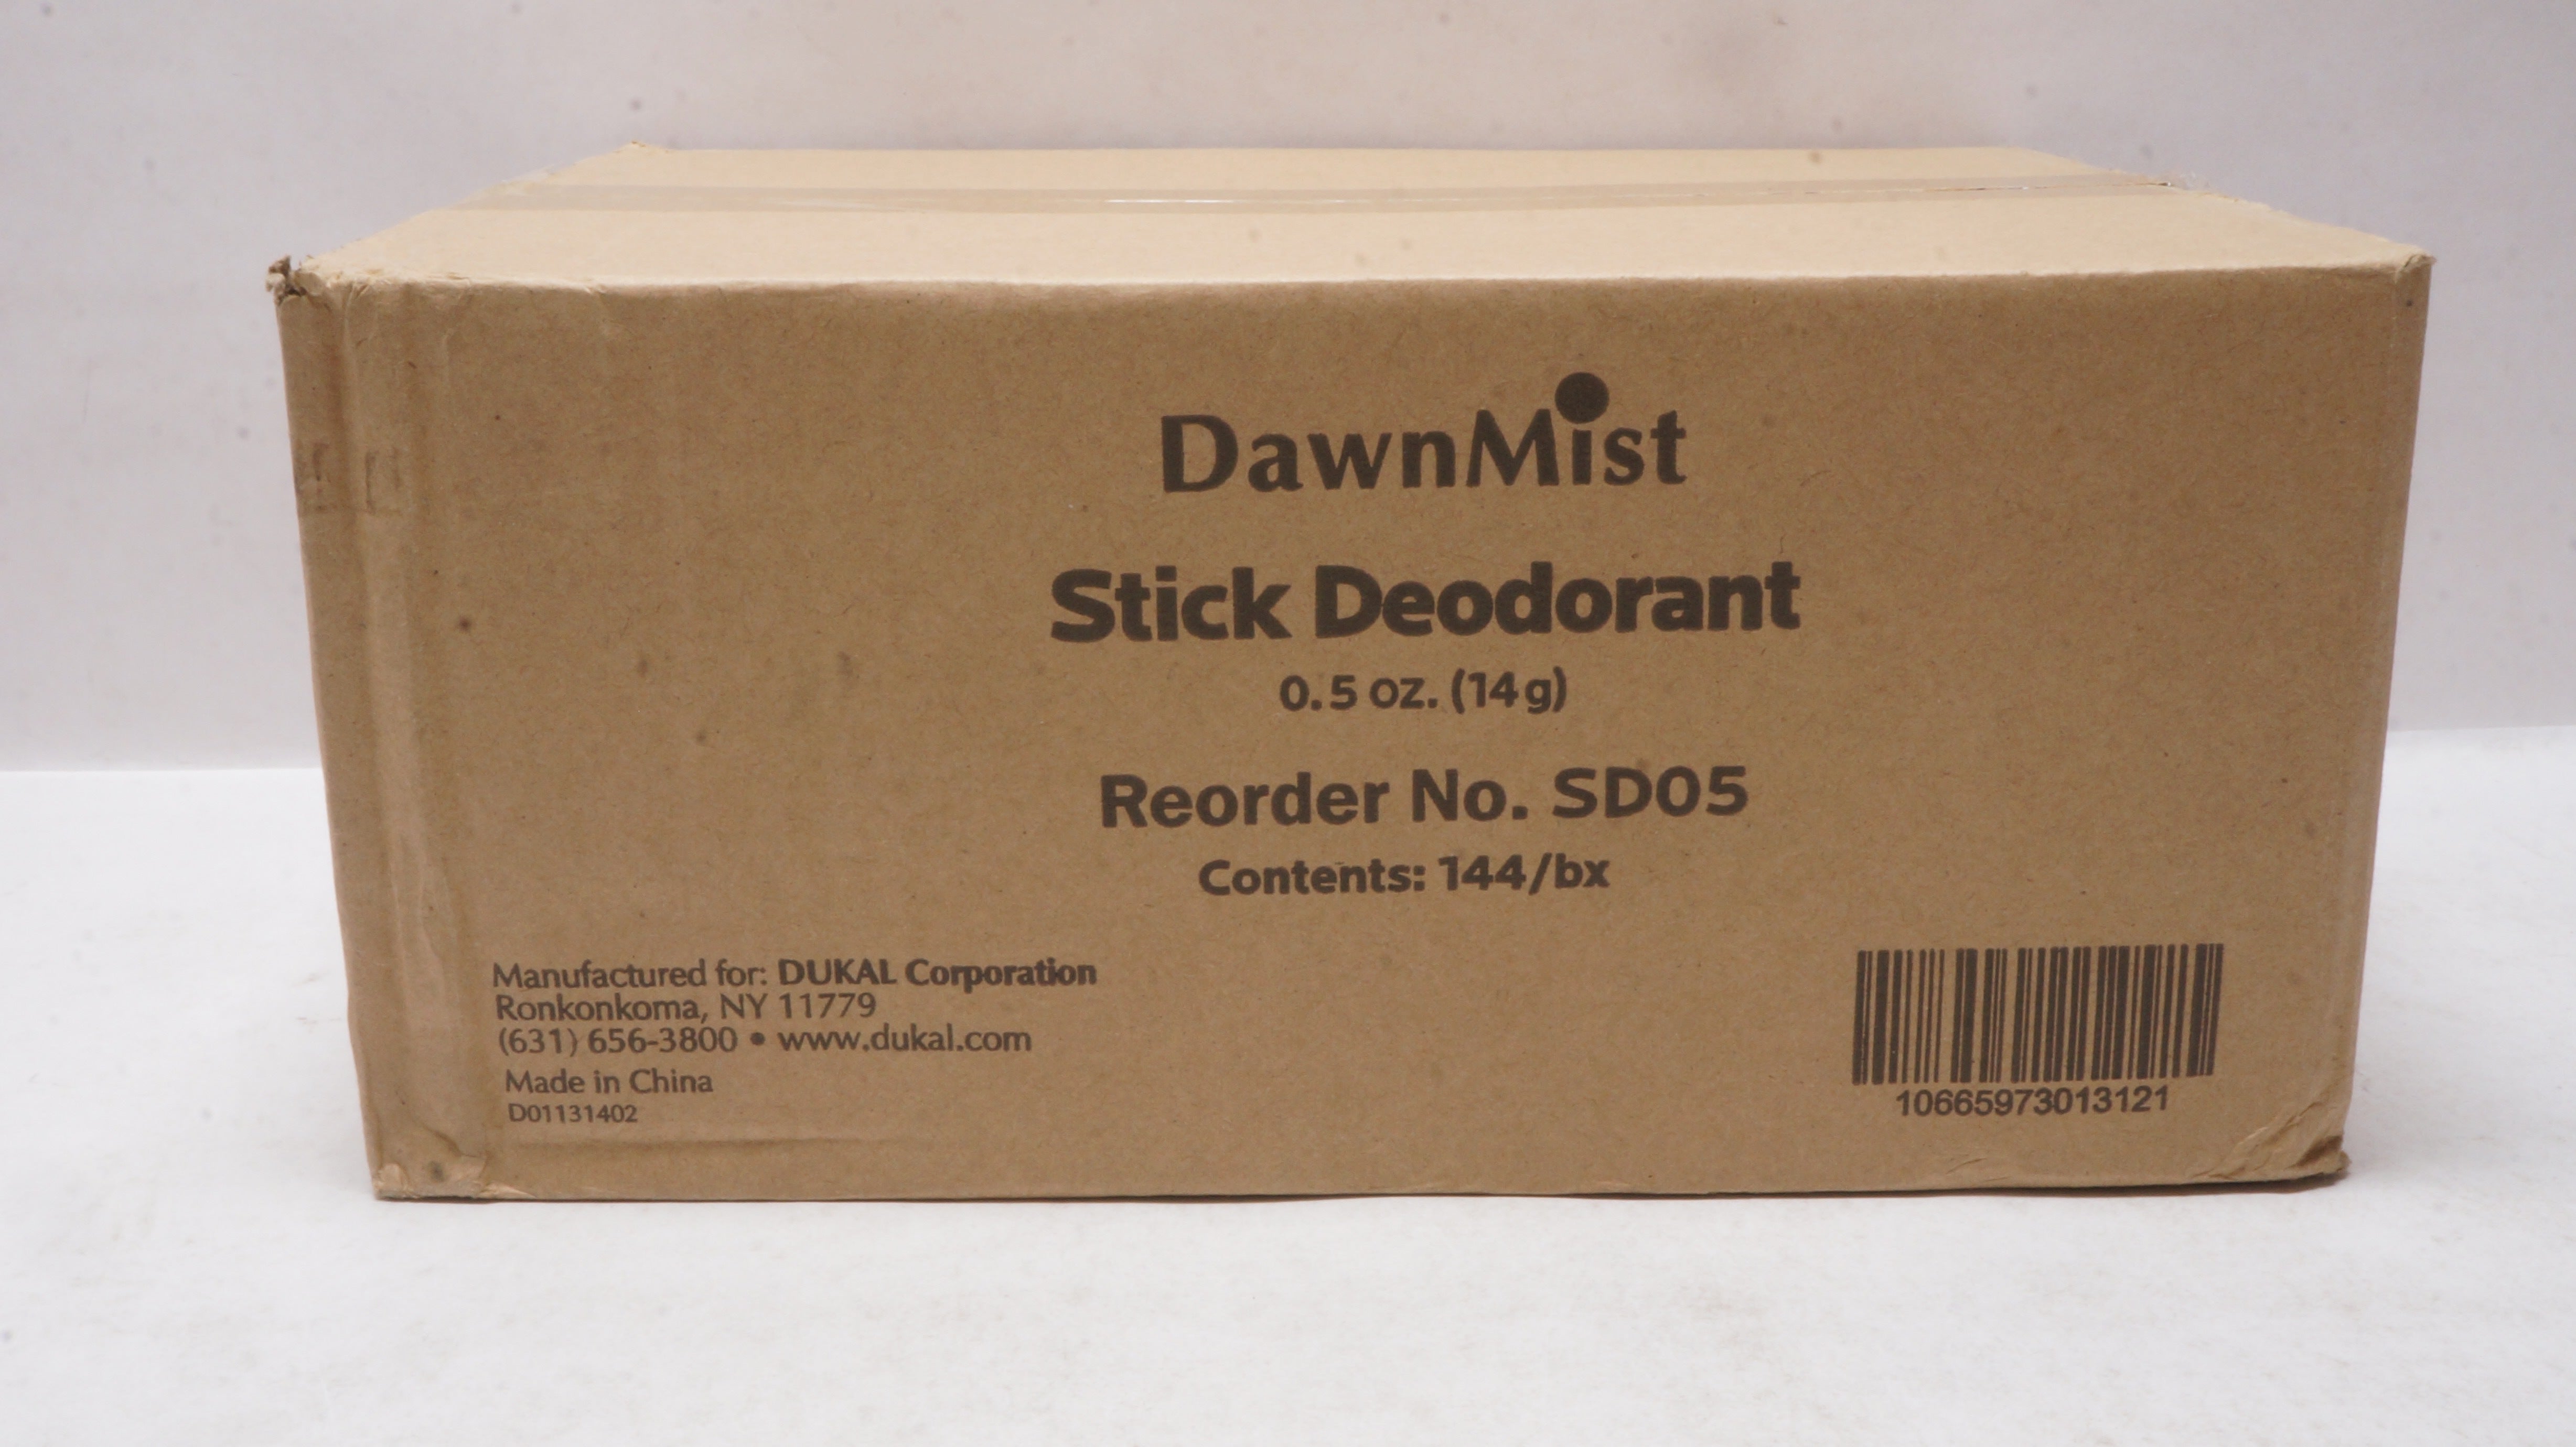 DawnMist
Stick Deodorant
0.5 oz. (14g)
Reorder No. SD05
Contents: 144/bx
Manufactured for: DUKAL Corporation
Ronkonkoma, NY 11779
(631) 656-3800 • www.dukal.com
Made in China
D01131402
10665973013121